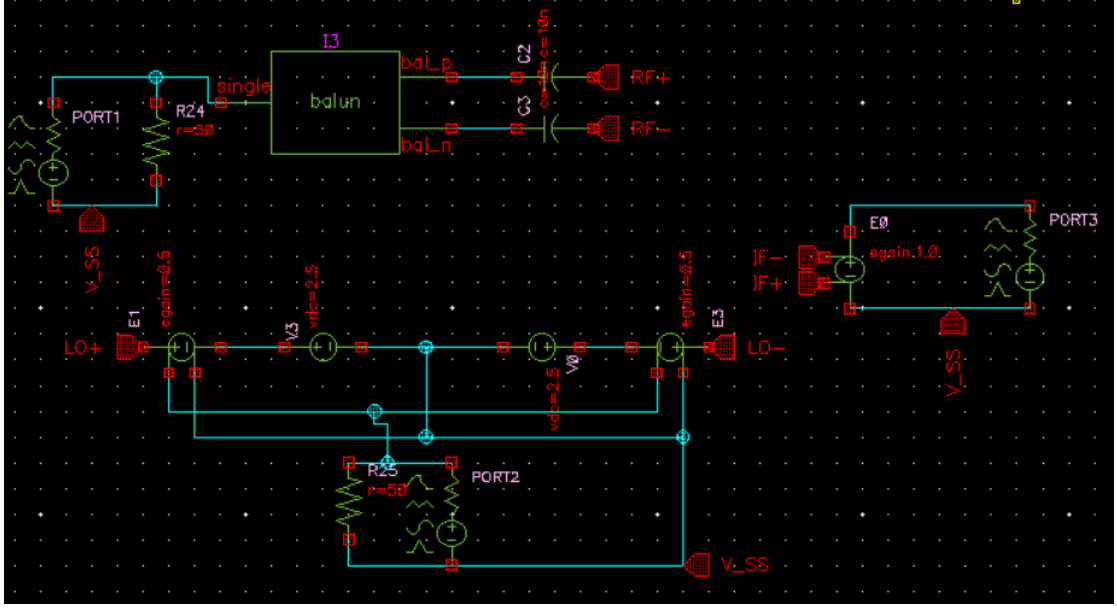 I3
bal_p
C2
c=10n
RF+
single
balun
PORT1
R24
r=50
C3
c=10n
RF-
bal_n
V_SS
E0
egain:1.0
PORT3
IF-
IF+
V_SS
E1
egain=0.5
V3
vdc=2.5
LO+
V0
vdc=2.5
egain=0.5
E3
LO-
R25
r=50
PORT2
V_SS